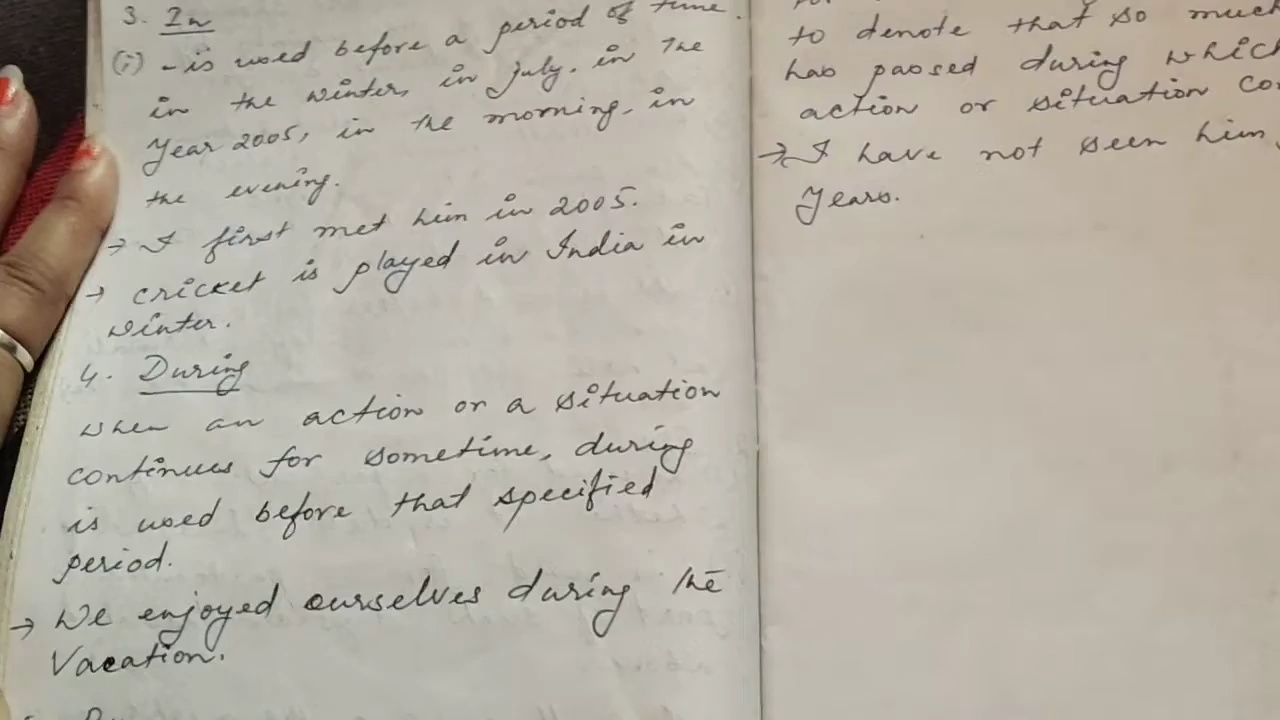 3. In
(i) - is used before a period of time.
in the winter, in july, in the
Year 2005, in the morning, in
the evening.
→ I first met him in 2005.
→ cricket is played in India in
winter.
4. During
when an action or a situation
continues for sometime, during
is used before that specified
period.
→ We enjoyed ourselves during the
Vacation.
to denote that so much
has passed during which
action or situation
→ I have not seen him
Years.